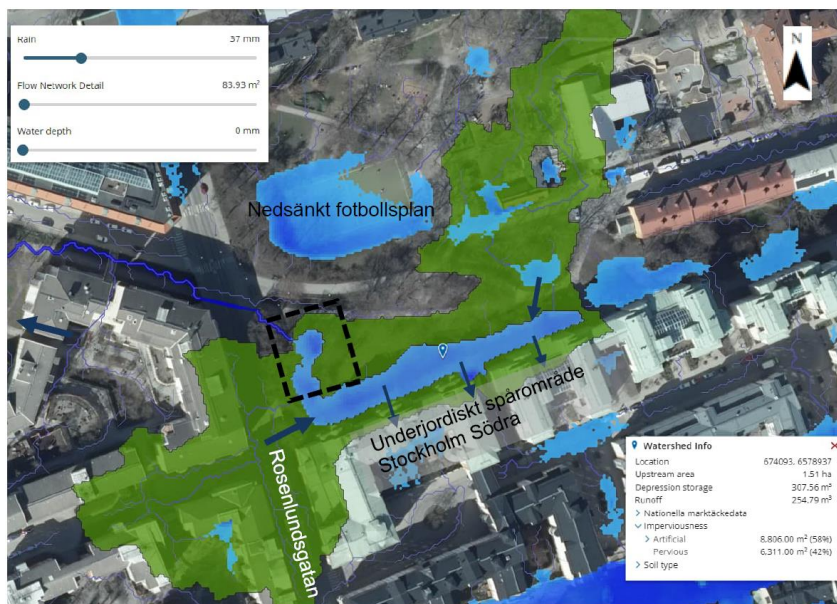 Rain 37 mm
Flow Network Detail 83.93 m²
Water depth 0 mm
N
Nedsänkt fotbollsplan
Underjordiskt spårområde
Stockholm Södra
Rosenlundsgatan
Watershed Info
Location 674093, 6578937
Upstream area 1.51 ha
Depression storage 307.56 m³
Runoff 254.79 m³
> Nationella marktäckedata
Imperviousness
> Artificial 8,806.00 m² (58%)
Pervious 6,311.00 m² (42%)
> Soil type